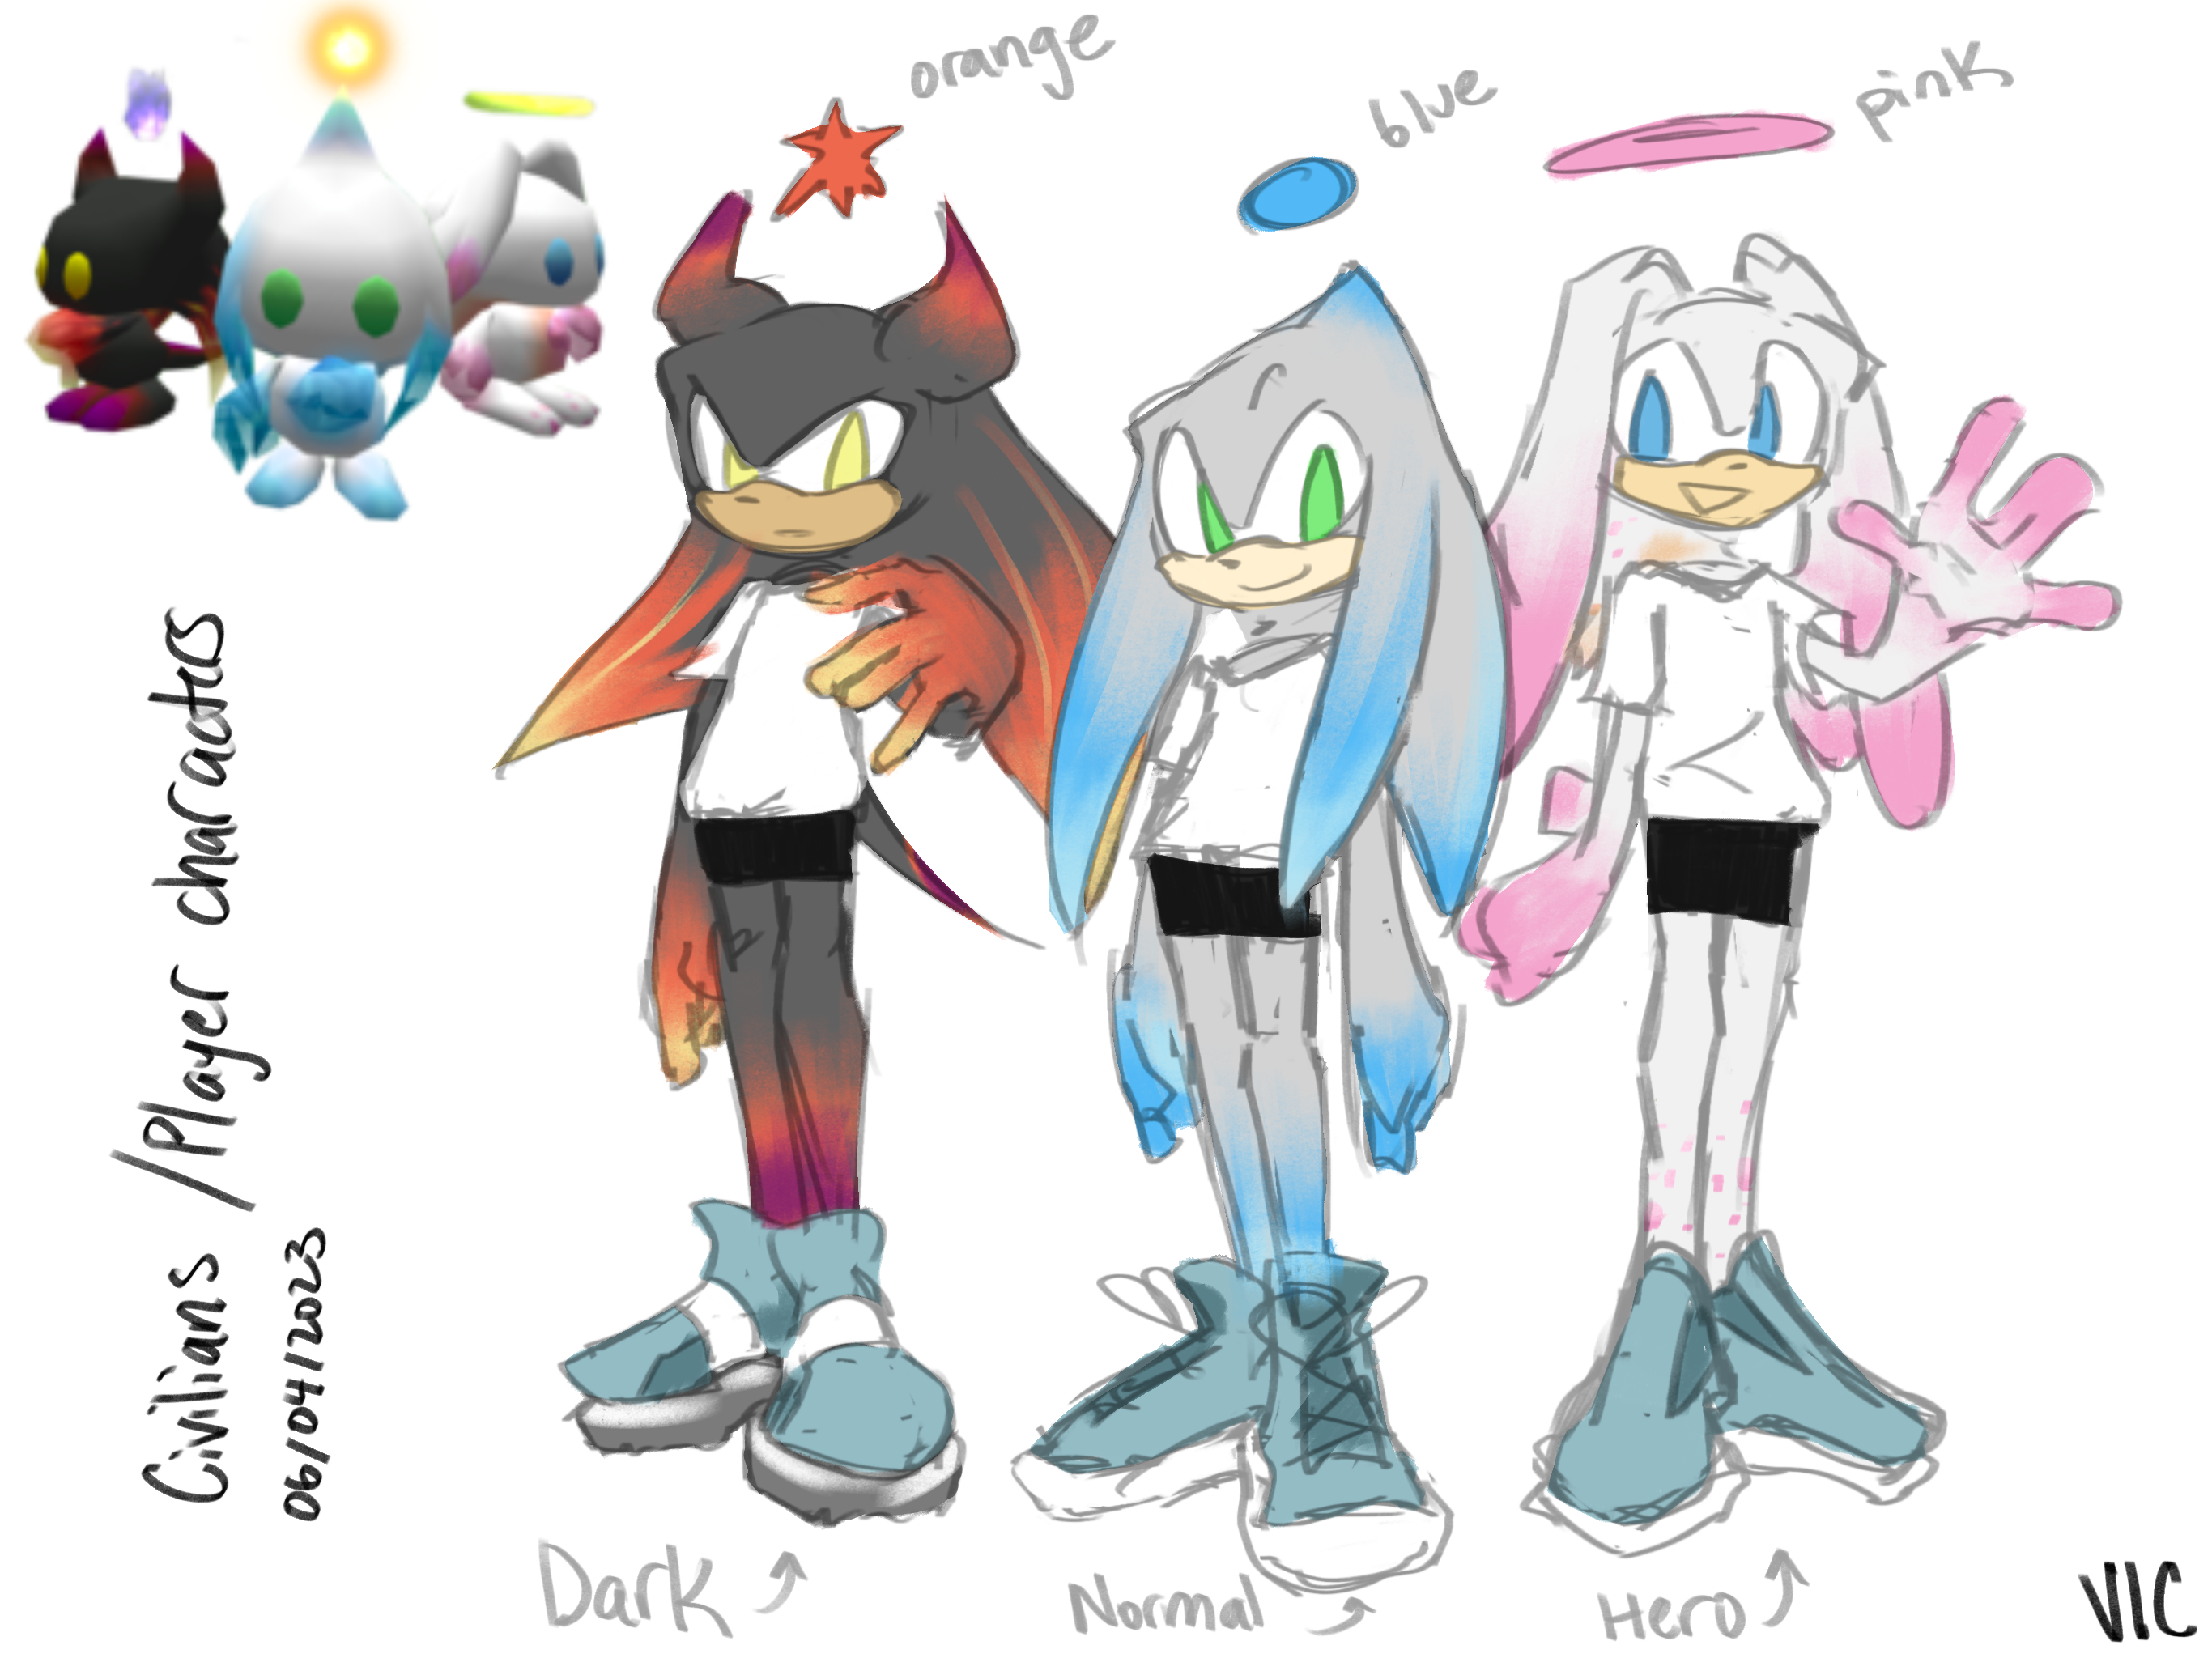 orange
blue
pink
Civilians / Player characters
06/04/2023
Dark
Normal
Hero
VIC